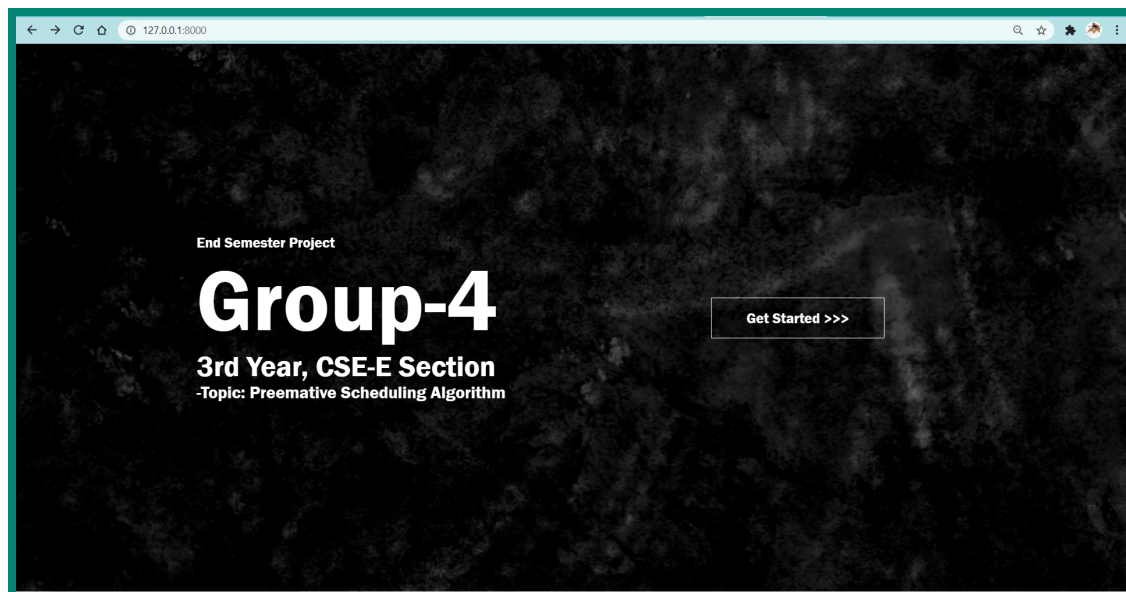 127.0.0.1:8000
End Semester Project
Group-4
3rd Year, CSE-E Section
-Topic: Preemative Scheduling Algorithm
Get Started >>>